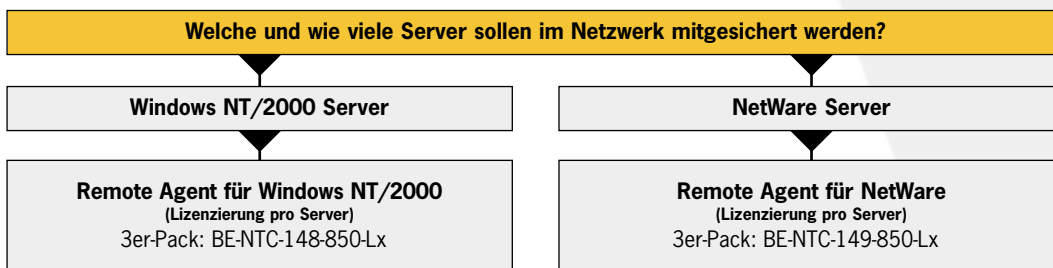 Welche und wie viele Server sollen im Netzwerk mitgesichert werden?
Windows NT/2000 Server
NetWare Server
Remote Agent für Windows NT/2000
(Lizenzierung pro Server)
3er-Pack: BE-NTC-148-850-Lx
Remote Agent für NetWare
(Lizenzierung pro Server)
3er-Pack: BE-NTC-149-850-Lx